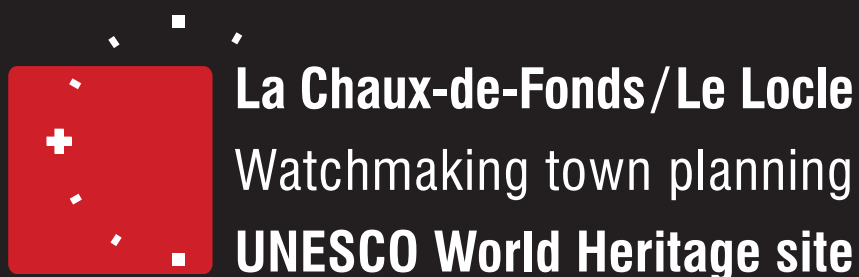 La Chaux-de-Fonds/Le Locle
Watchmaking town planning
UNESCO World Heritage site